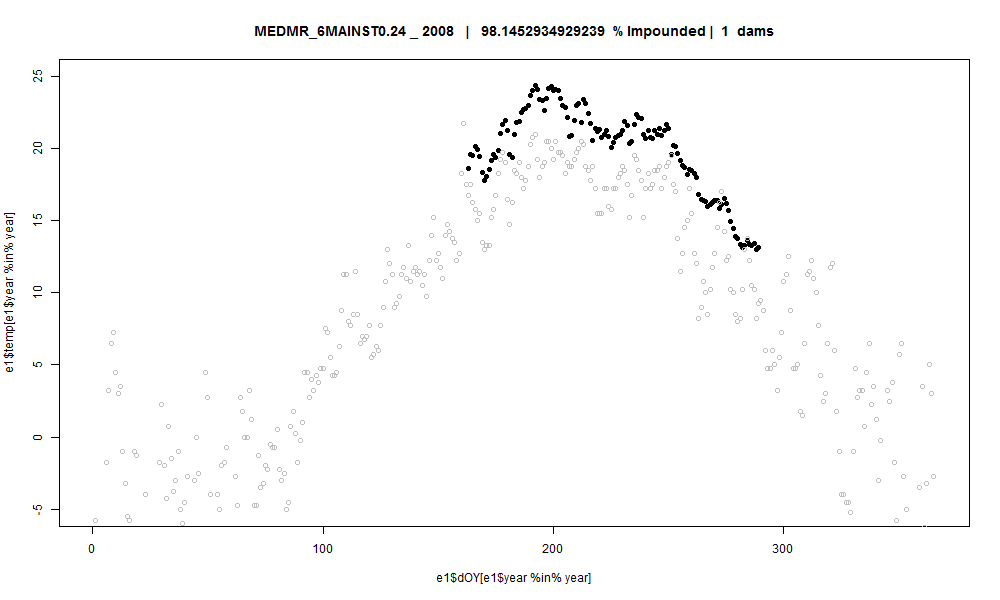 MEDMR_6MAINST0.24 _ 2008 | 98.1452934929239 % Impounded | 1 dams
e1$temp[e1$year %in% year]
25
20
15
10
5
0
-5
0 100 200 300
e1$dOY[e1$year %in% year]